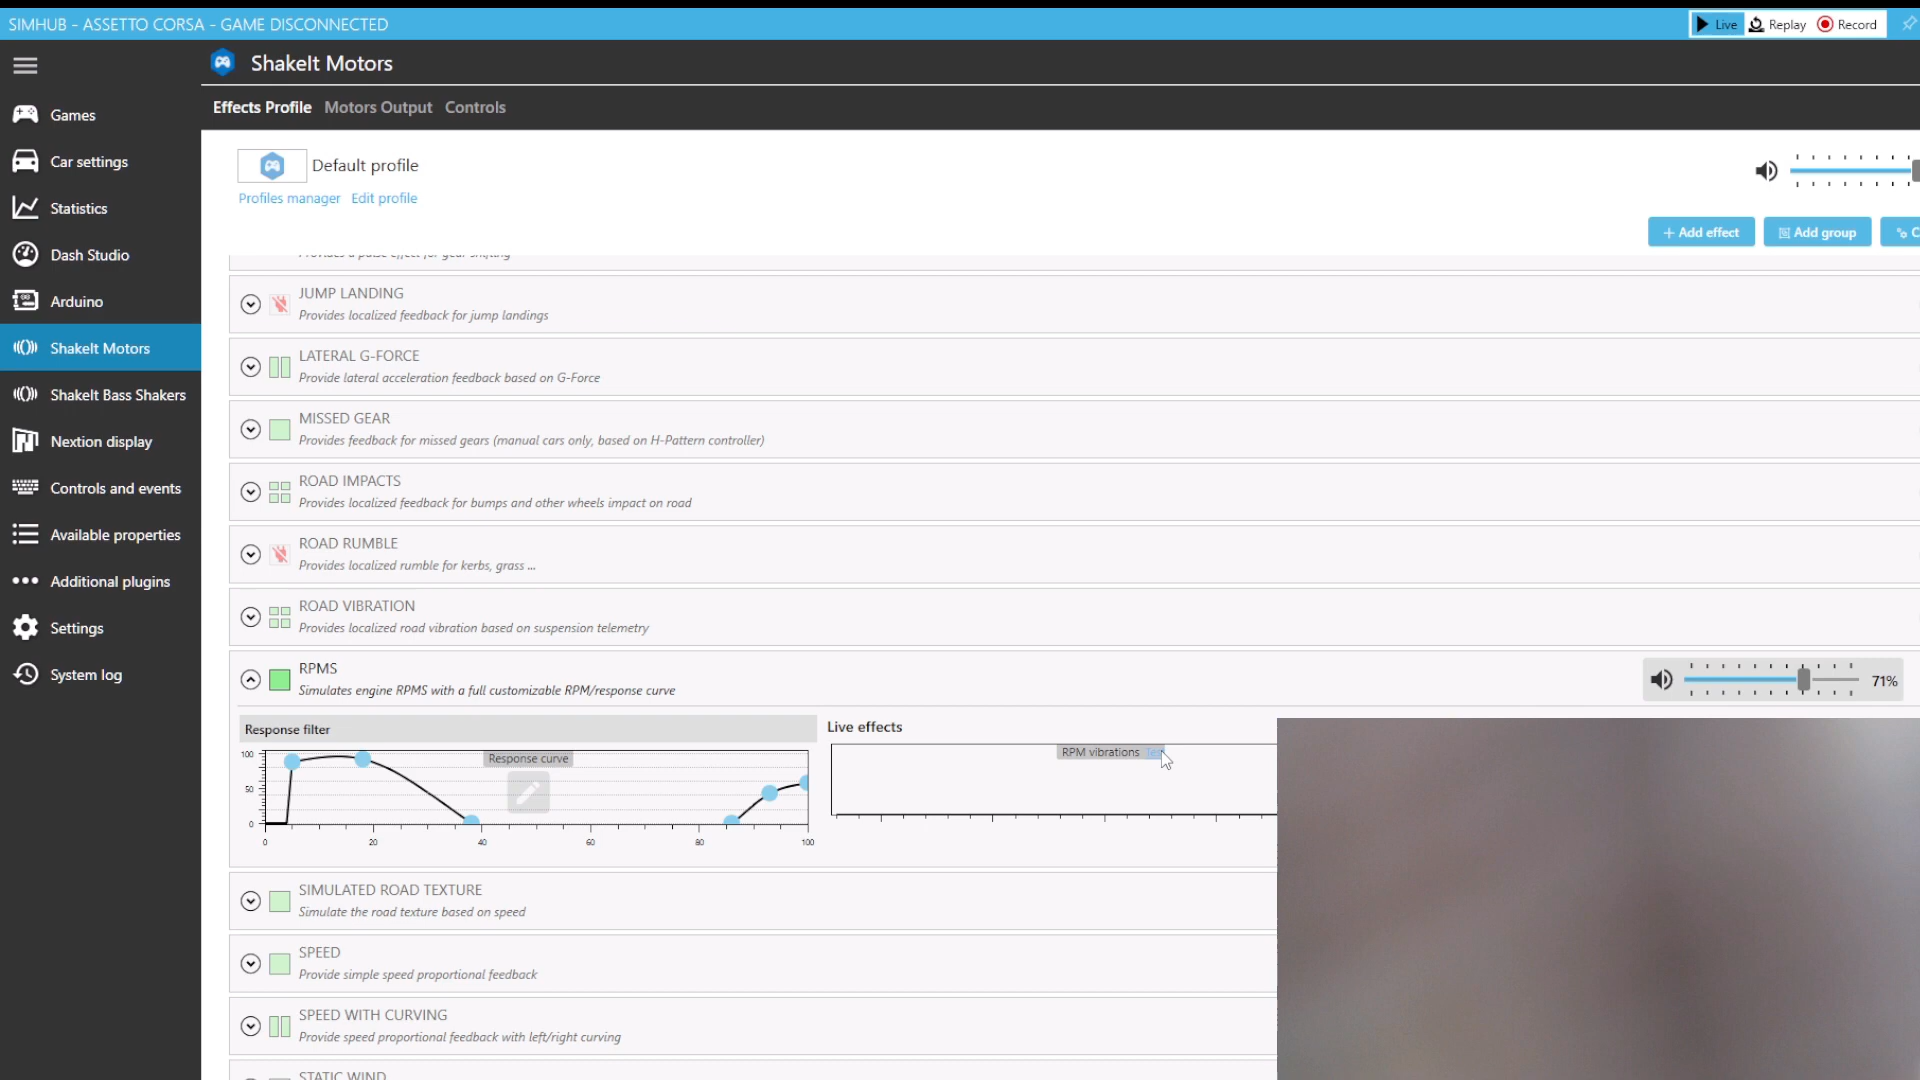 SIMHUB - ASSETTO CORSA - GAME DISCONNECTED
Live Replay Record
ShakeIt Motors
Effects Profile Motors Output Controls
Games
Car settings
Statistics
Dash Studio
Arduino
ShakeIt Motors
ShakeIt Bass Shakers
Nextion display
Controls and events
Available properties
Additional plugins
Settings
System log
Default profile
Profiles manager Edit profile
+ Add effect Add group C
Provides a pulse effect for gear shifting
JUMP LANDING
Provides localized feedback for jump landings
LATERAL G-FORCE
Provide lateral acceleration feedback based on G-Force
MISSED GEAR
Provides feedback for missed gears (manual cars only, based on H-Pattern controller)
ROAD IMPACTS
Provides localized feedback for bumps and other wheels impact on road
ROAD RUMBLE
Provides localized rumble for kerbs, grass ...
ROAD VIBRATION
Provides localized road vibration based on suspension telemetry
RPMS
Simulates engine RPMS with a full customizable RPM/response curve
71%
Response filter
Response curve
100
50
0
0 20 40 60 80 100
Live effects
RPM vibrations
SIMULATED ROAD TEXTURE
Simulate the road texture based on speed
SPEED
Provide simple speed proportional feedback
SPEED WITH CURVING
Provide speed proportional feedback with left/right curving
STATIC WIND